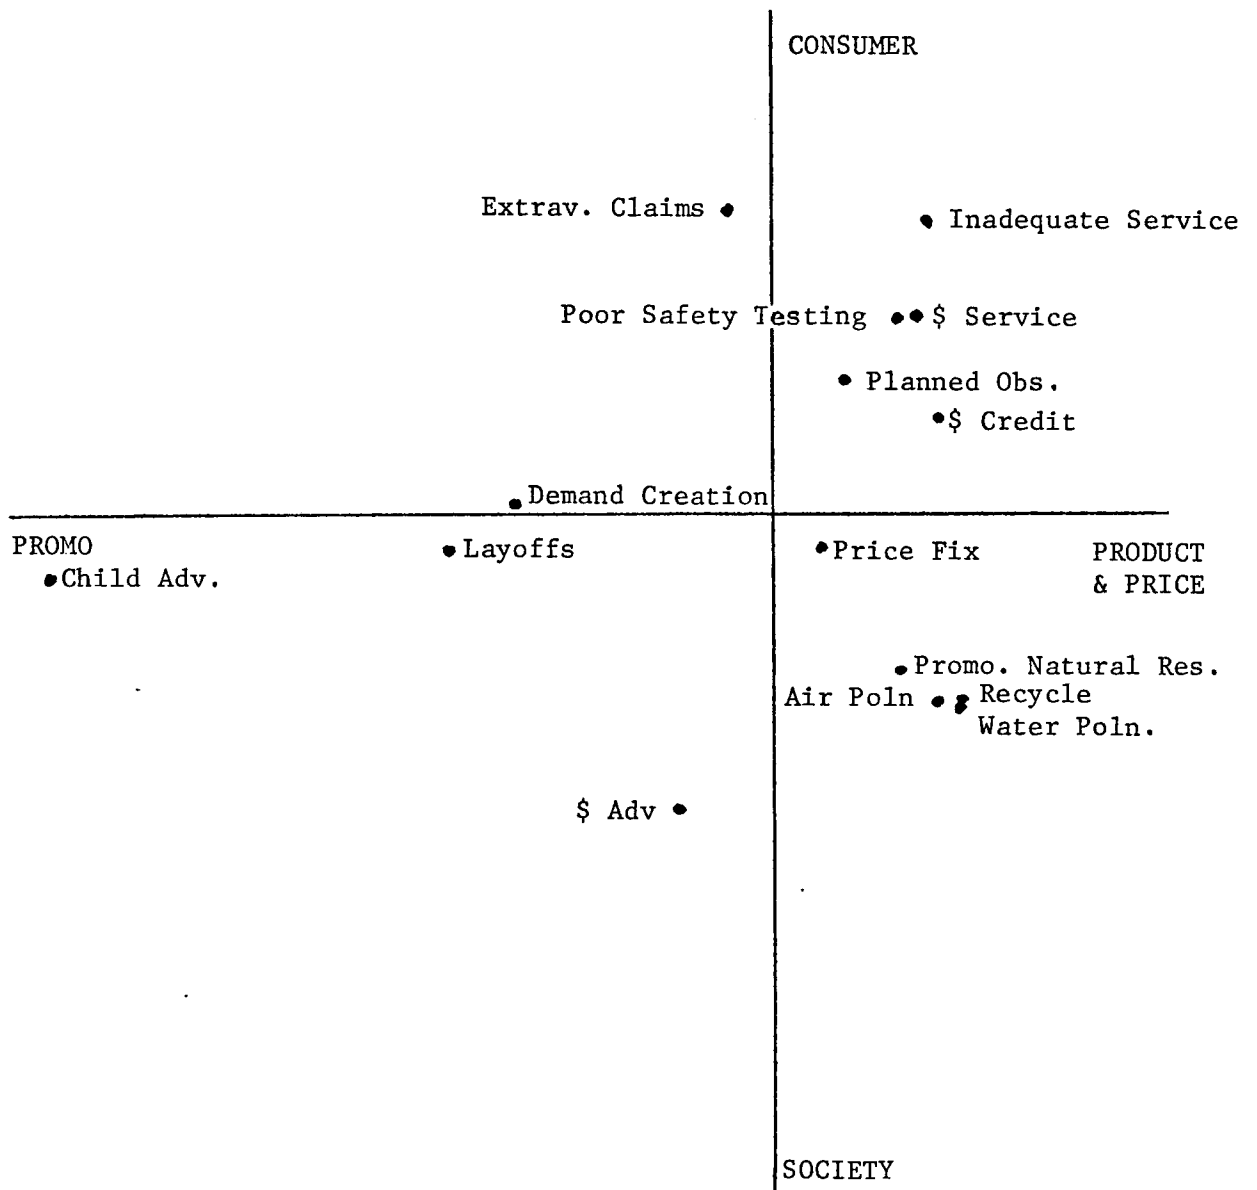 CONSUMER
Extrav. Claims
Inadequate Service
Poor Safety Testing
$ Service
Planned Obs.
$ Credit
Demand Creation
PROMO
Layoffs
Price Fix
PRODUCT
& PRICE
Child Adv.
Promo. Natural Res.
Air Poln
Recycle
Water Poln.
$ Adv
SOCIETY